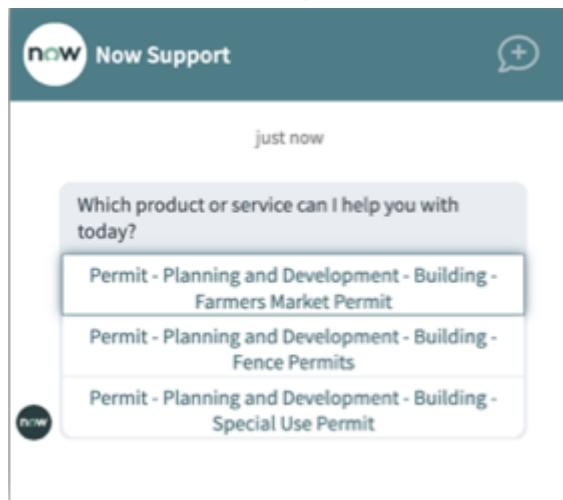 now Now Support
just now
Which product or service can I help you with
today?
Permit - Planning and Development - Building -
Farmers Market Permit
Permit - Planning and Development - Building -
Fence Permits
Permit - Planning and Development - Building -
Special Use Permit
now